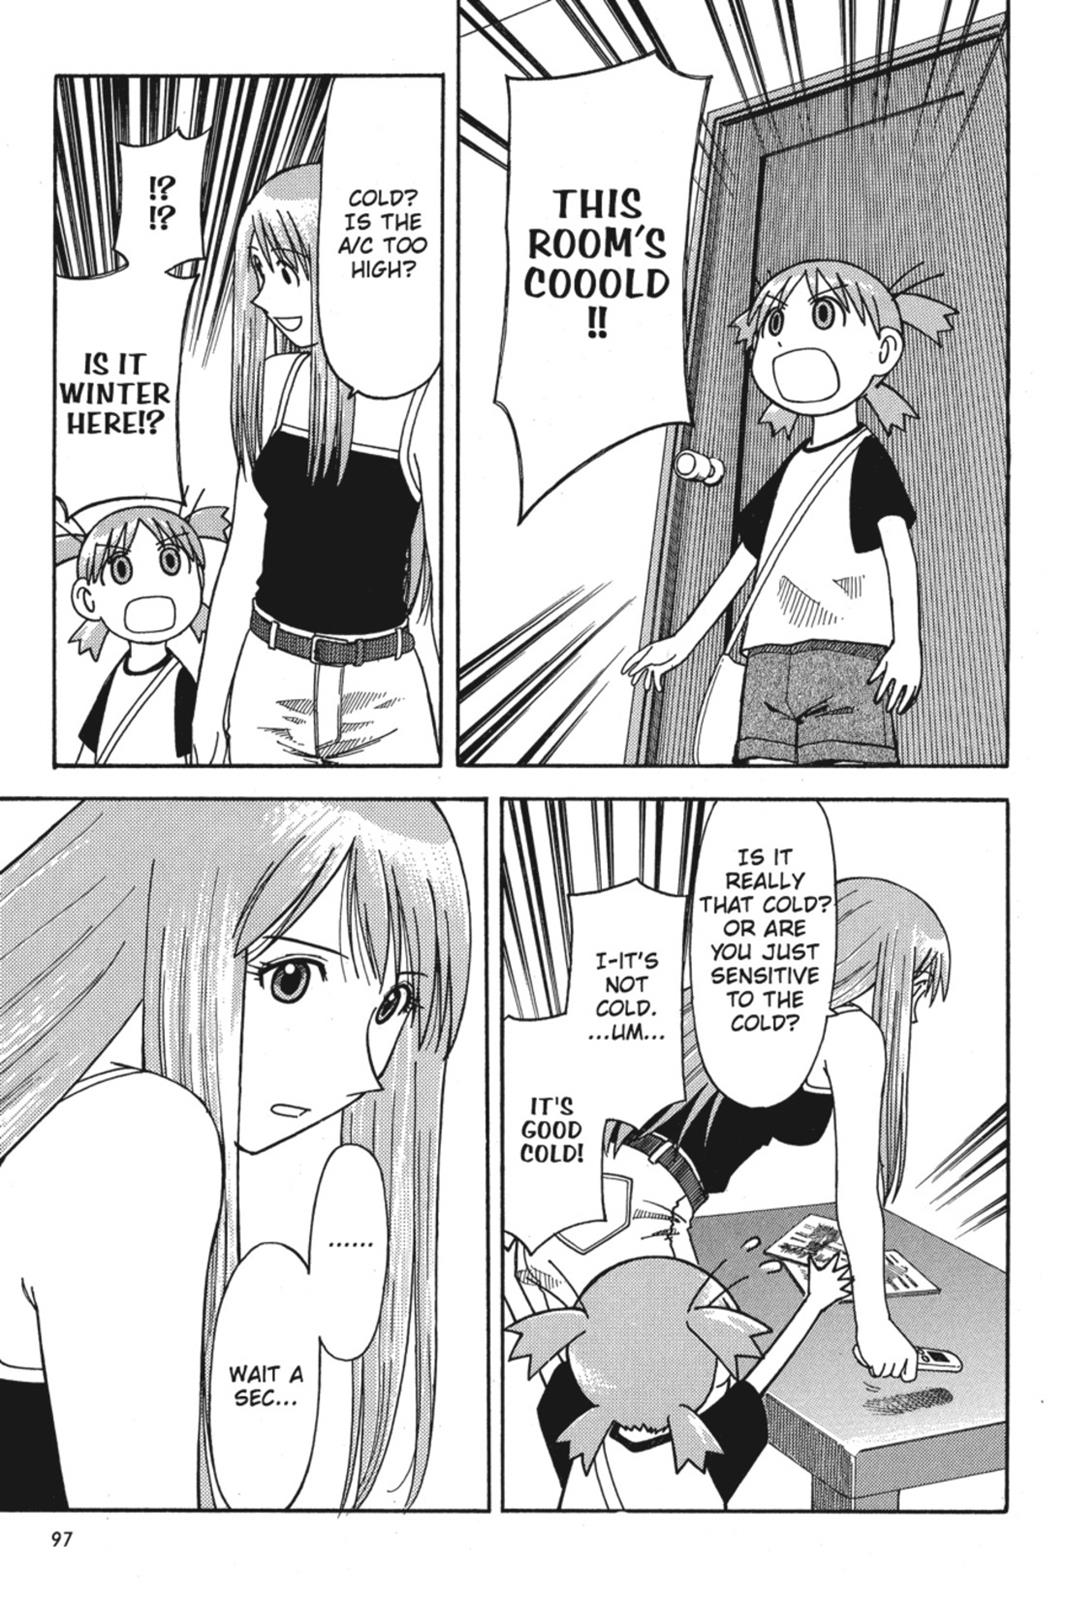 THIS
ROOM'S
COOOLD
!!
COLD?
IS THE
A/C TOO
HIGH?
!?
!?
IS IT
WINTER
HERE!?
IS IT
REALLY
THAT COLD?
OR ARE
YOU JUST
SENSITIVE
TO THE
COLD?
I-IT'S
NOT
COLD.
...UM...
IT'S
GOOD
COLD!
......
WAIT A
SEC...
97